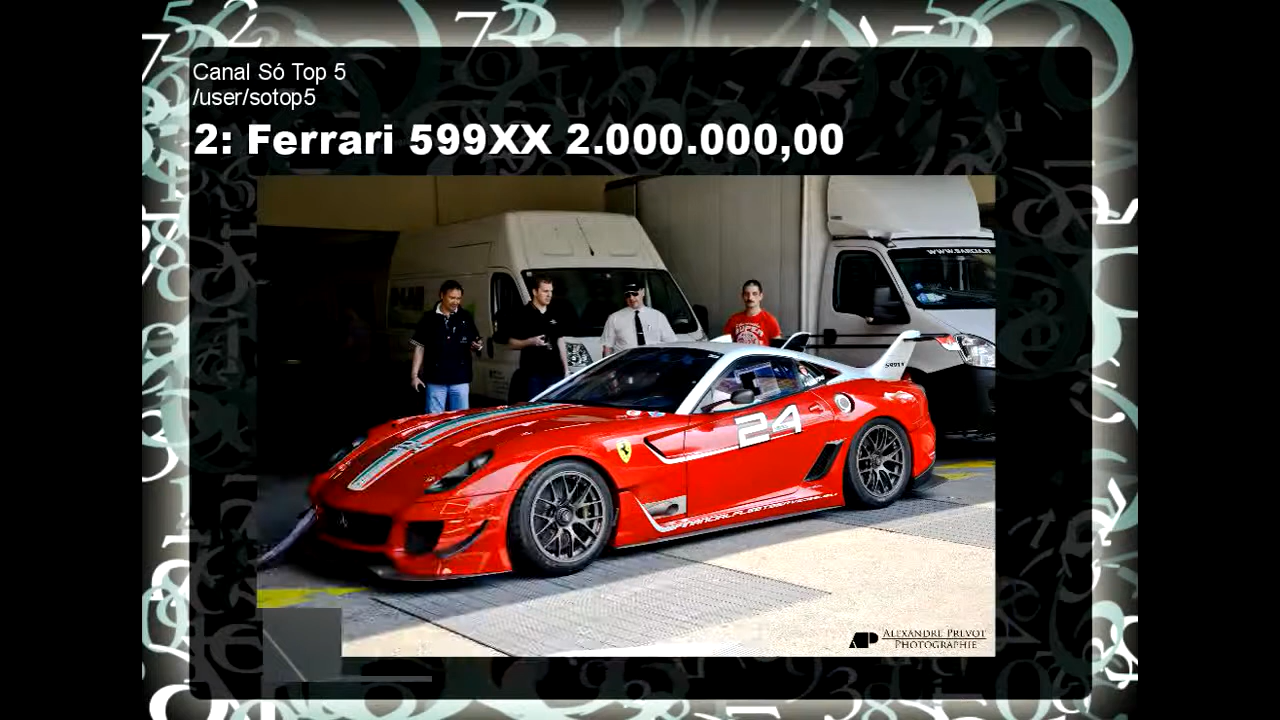 Canal Só Top 5
/user/sotop5
2: Ferrari 599XX 2.000.000,00
24
ALEXANDRE PREVOT
PHOTOGRAPHIE